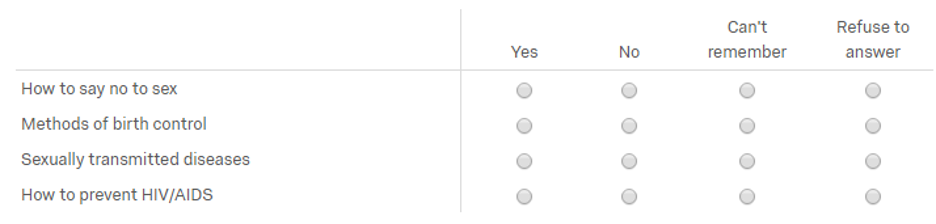 Yes No Can't remember Refuse to answer
How to say no to sex
Methods of birth control
Sexually transmitted diseases
How to prevent HIV/AIDS